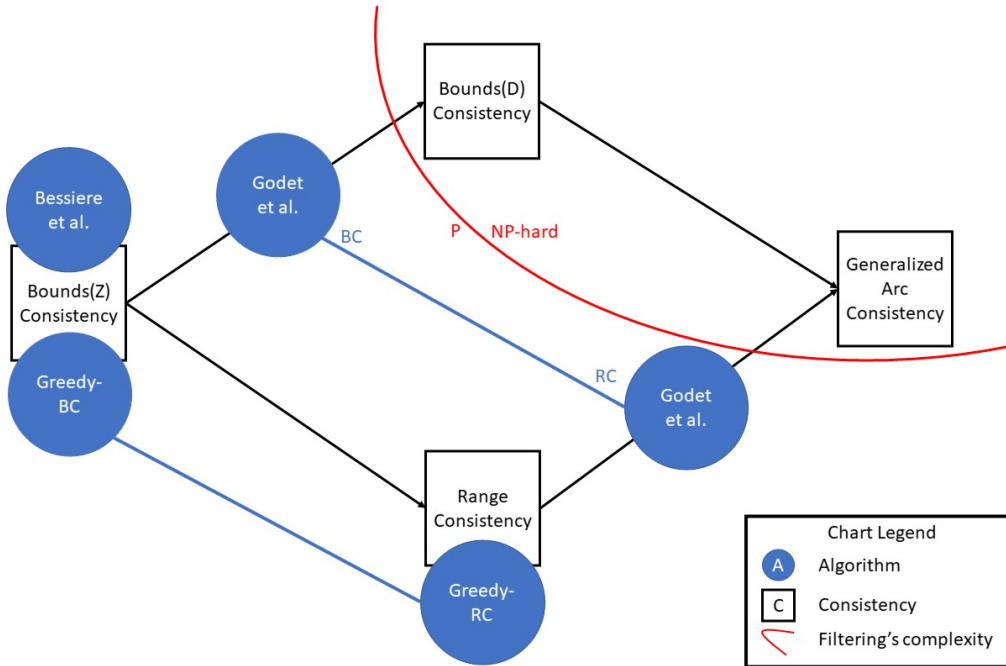 Bounds(D)
Consistency
Bessiere
et al.
Godet
et al.
BC
P
NP-hard
Bounds(Z)
Consistency
Generalized
Arc
Consistency
Greedy-
BC
RC
Godet
et al.
Range
Consistency
Greedy-
RC
Chart Legend
A
Algorithm
C
Consistency
Filtering's complexity